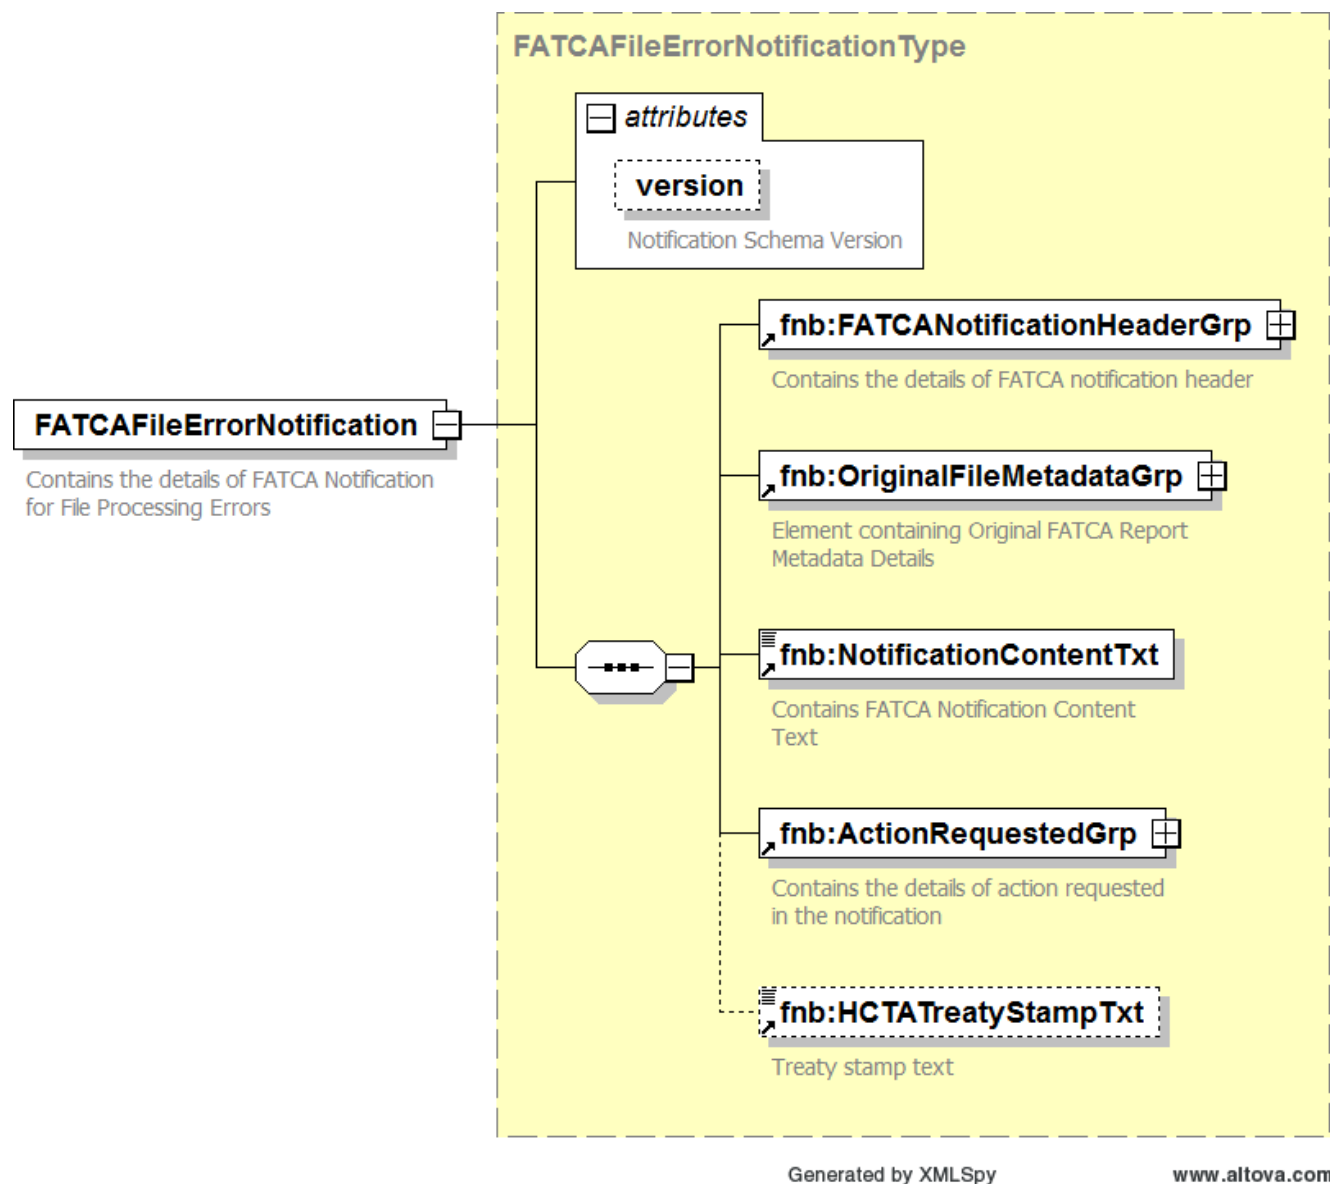 FATCAFileErrorNotificationType
attributes
version
Notification Schema Version
fnb:FATCANotificationHeaderGrp
Contains the details of FATCA notification header
FATCAFileErrorNotification
Contains the details of FATCA Notification
for File Processing Errors
fnb:OriginalFileMetadataGrp
Element containing Original FATCA Report
Metadata Details
fnb:NotificationContentTxt
Contains FATCA Notification Content
Text
fnb:ActionRequestedGrp
Contains the details of action requested
in the notification
fnb:HCTATreatyStampTxt
Treaty stamp text
Generated by XMLSpy
www.altova.com